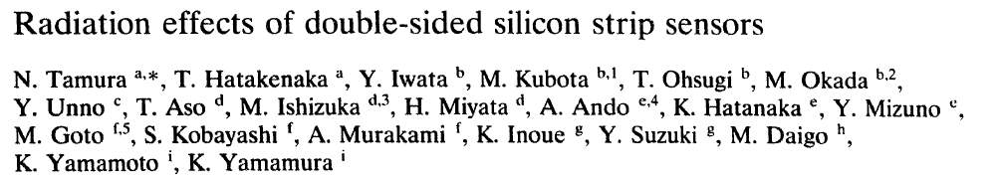 Radiation effects of double-sided silicon strip sensors
N. Tamura a,*, T. Hatakenaka a, Y. Iwata b, M. Kubota b,1, T. Ohsugi b, M. Okada b,2,
Y. Unno c, T. Aso d, M. Ishizuka d,3, H. Miyata d, A. Ando e,4, K. Hatanaka e, Y. Mizuno e,
M. Goto f,5, S. Kobayashi f, A. Murakami f, K. Inoue g, Y. Suzuki g, M. Daigo h,
K. Yamamoto i, K. Yamamura i